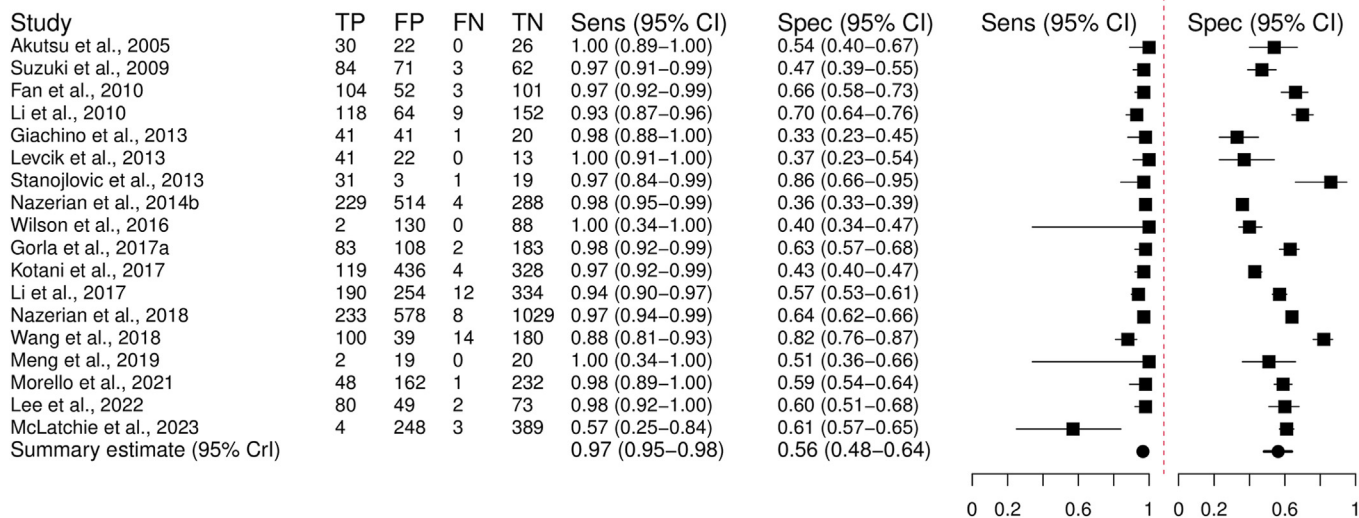 Study TP FP FN TN Sens (95% CI) Spec (95% CI) Sens (95% CI) Spec (95% CI)
Akutsu et al., 2005 30 22 0 26 1.00 (0.89–1.00) 0.54 (0.40–0.67)
Suzuki et al., 2009 84 71 3 62 0.97 (0.91–0.99) 0.47 (0.39–0.55)
Fan et al., 2010 104 52 3 101 0.97 (0.92–0.99) 0.66 (0.58–0.73)
Li et al., 2010 118 64 9 152 0.93 (0.87–0.96) 0.70 (0.64–0.76)
Giachino et al., 2013 41 41 1 20 0.98 (0.88–1.00) 0.33 (0.23–0.45)
Levcik et al., 2013 41 22 0 13 1.00 (0.91–1.00) 0.37 (0.23–0.54)
Stanojlovic et al., 2013 31 3 1 19 0.97 (0.84–0.99) 0.86 (0.66–0.95)
Nazerian et al., 2014b 229 514 4 288 0.98 (0.95–0.99) 0.36 (0.33–0.39)
Wilson et al., 2016 2 130 0 88 1.00 (0.34–1.00) 0.40 (0.34–0.47)
Gorla et al., 2017a 83 108 2 183 0.98 (0.92–0.99) 0.63 (0.57–0.68)
Kotani et al., 2017 119 436 4 328 0.97 (0.92–0.99) 0.43 (0.40–0.47)
Li et al., 2017 190 254 12 334 0.94 (0.90–0.97) 0.57 (0.53–0.61)
Nazerian et al., 2018 233 578 8 1029 0.97 (0.94–0.99) 0.64 (0.62–0.66)
Wang et al., 2018 100 39 14 180 0.88 (0.81–0.93) 0.82 (0.76–0.87)
Meng et al., 2019 2 19 0 20 1.00 (0.34–1.00) 0.51 (0.36–0.66)
Morello et al., 2021 48 162 1 232 0.98 (0.89–1.00) 0.59 (0.54–0.64)
Lee et al., 2022 80 49 2 73 0.98 (0.92–1.00) 0.60 (0.51–0.68)
McLatchie et al., 2023 4 248 3 389 0.57 (0.25–0.84) 0.61 (0.57–0.65)
Summary estimate (95% CrI) 0.97 (0.95–0.98) 0.56 (0.48–0.64)
0 0.2 0.6 1 0 0.2 0.6 1